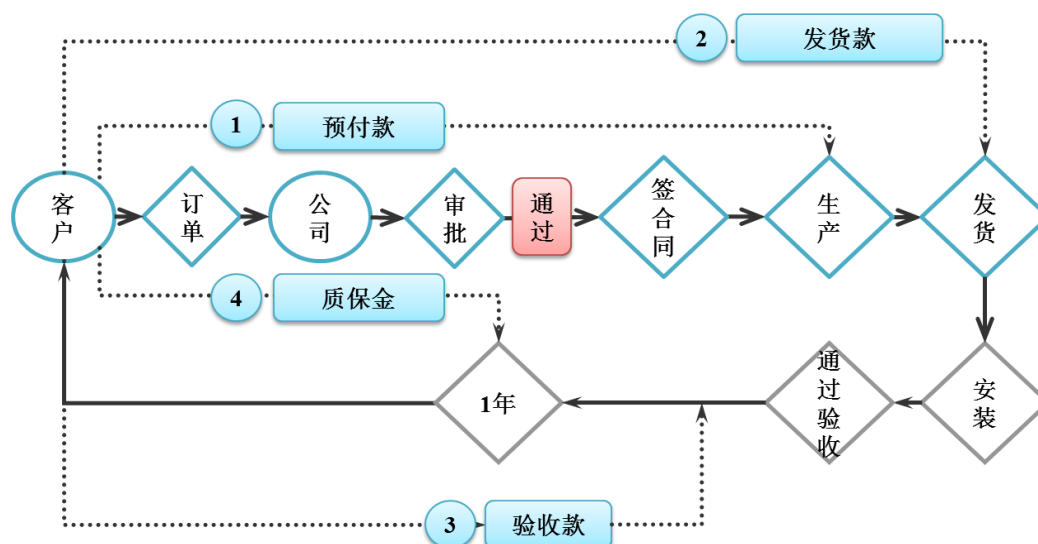 2
发货款
1
预付款
客户
订单
公司
审批
通过
签合同
生产
发货
4
质保金
1年
通过验收
安装
3
验收款